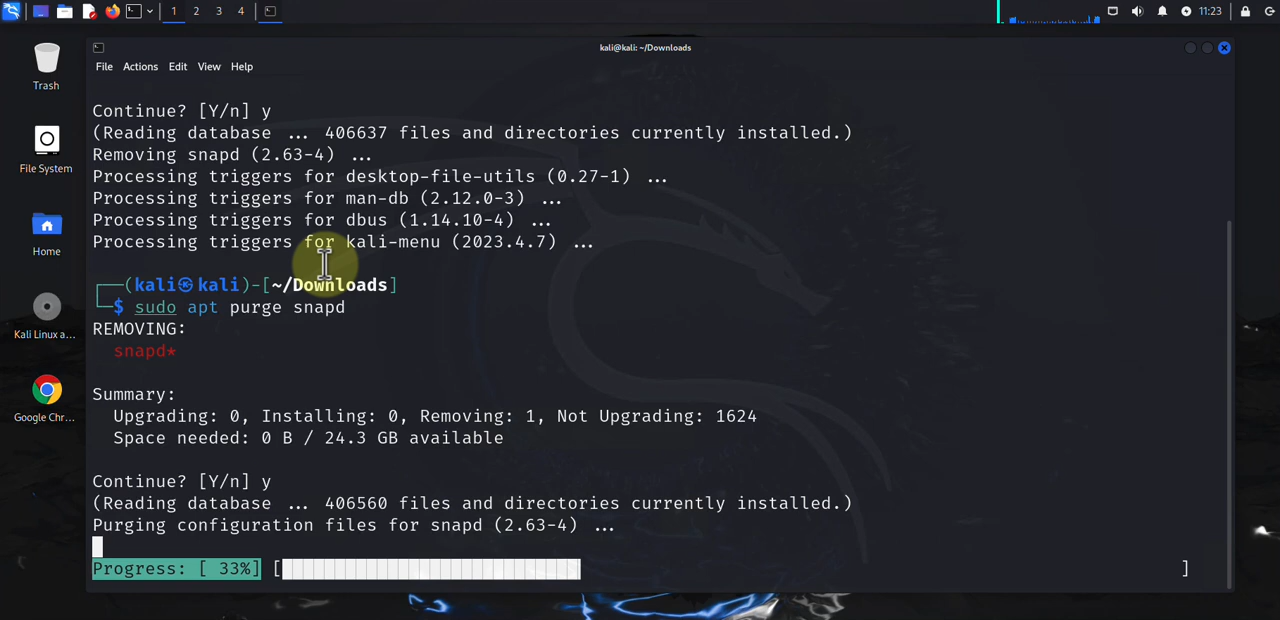 1 2 3 4 11:23
kali@kali: ~/Downloads
File Actions Edit View Help
Trash
File System
Home
Kali Linux a...
Google Chr...
Continue? [Y/n] y
(Reading database ... 406637 files and directories currently installed.)
Removing snapd (2.63-4) ...
Processing triggers for desktop-file-utils (0.27-1) ...
Processing triggers for man-db (2.12.0-3) ...
Processing triggers for dbus (1.14.10-4) ...
Processing triggers for kali-menu (2023.4.7) ...
┌──(kali㉿kali)-[~/Downloads]
└─$ sudo apt purge snapd
REMOVING:
snapd*
Summary:
Upgrading: 0, Installing: 0, Removing: 1, Not Upgrading: 1624
Space needed: 0 B / 24.3 GB available
Continue? [Y/n] y
(Reading database ... 406560 files and directories currently installed.)
Purging configuration files for snapd (2.63-4) ...
Progress: [ 33%] [ ]